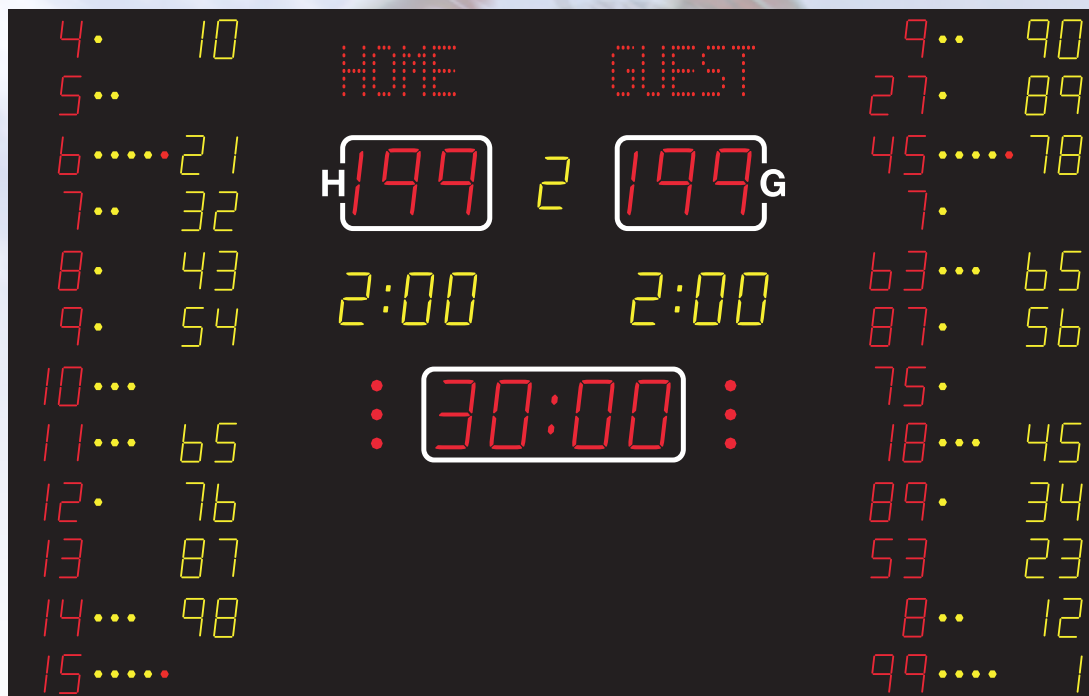 4 10 HOME GUEST 9 90
5 27 89
6 21 H 199 2 199 G 45 78
7 32 7
8 43 2:00 2:00 63 65
9 54 87 56
10 30:00 75
11 65 18 45
12 76 89 34
13 87 53 23
14 98 8 12
15 99 1